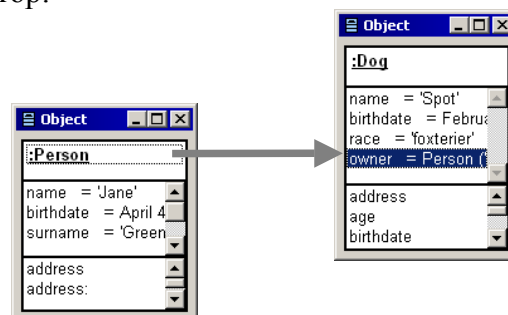 Object
:Person
name = 'Jane'
birthdate = April 4
surname = 'Green
address
address:
Object
:Dog
name = 'Spot'
birthdate = Februa
race = 'foxterier'
owner = Person ('
address
age
birthdate